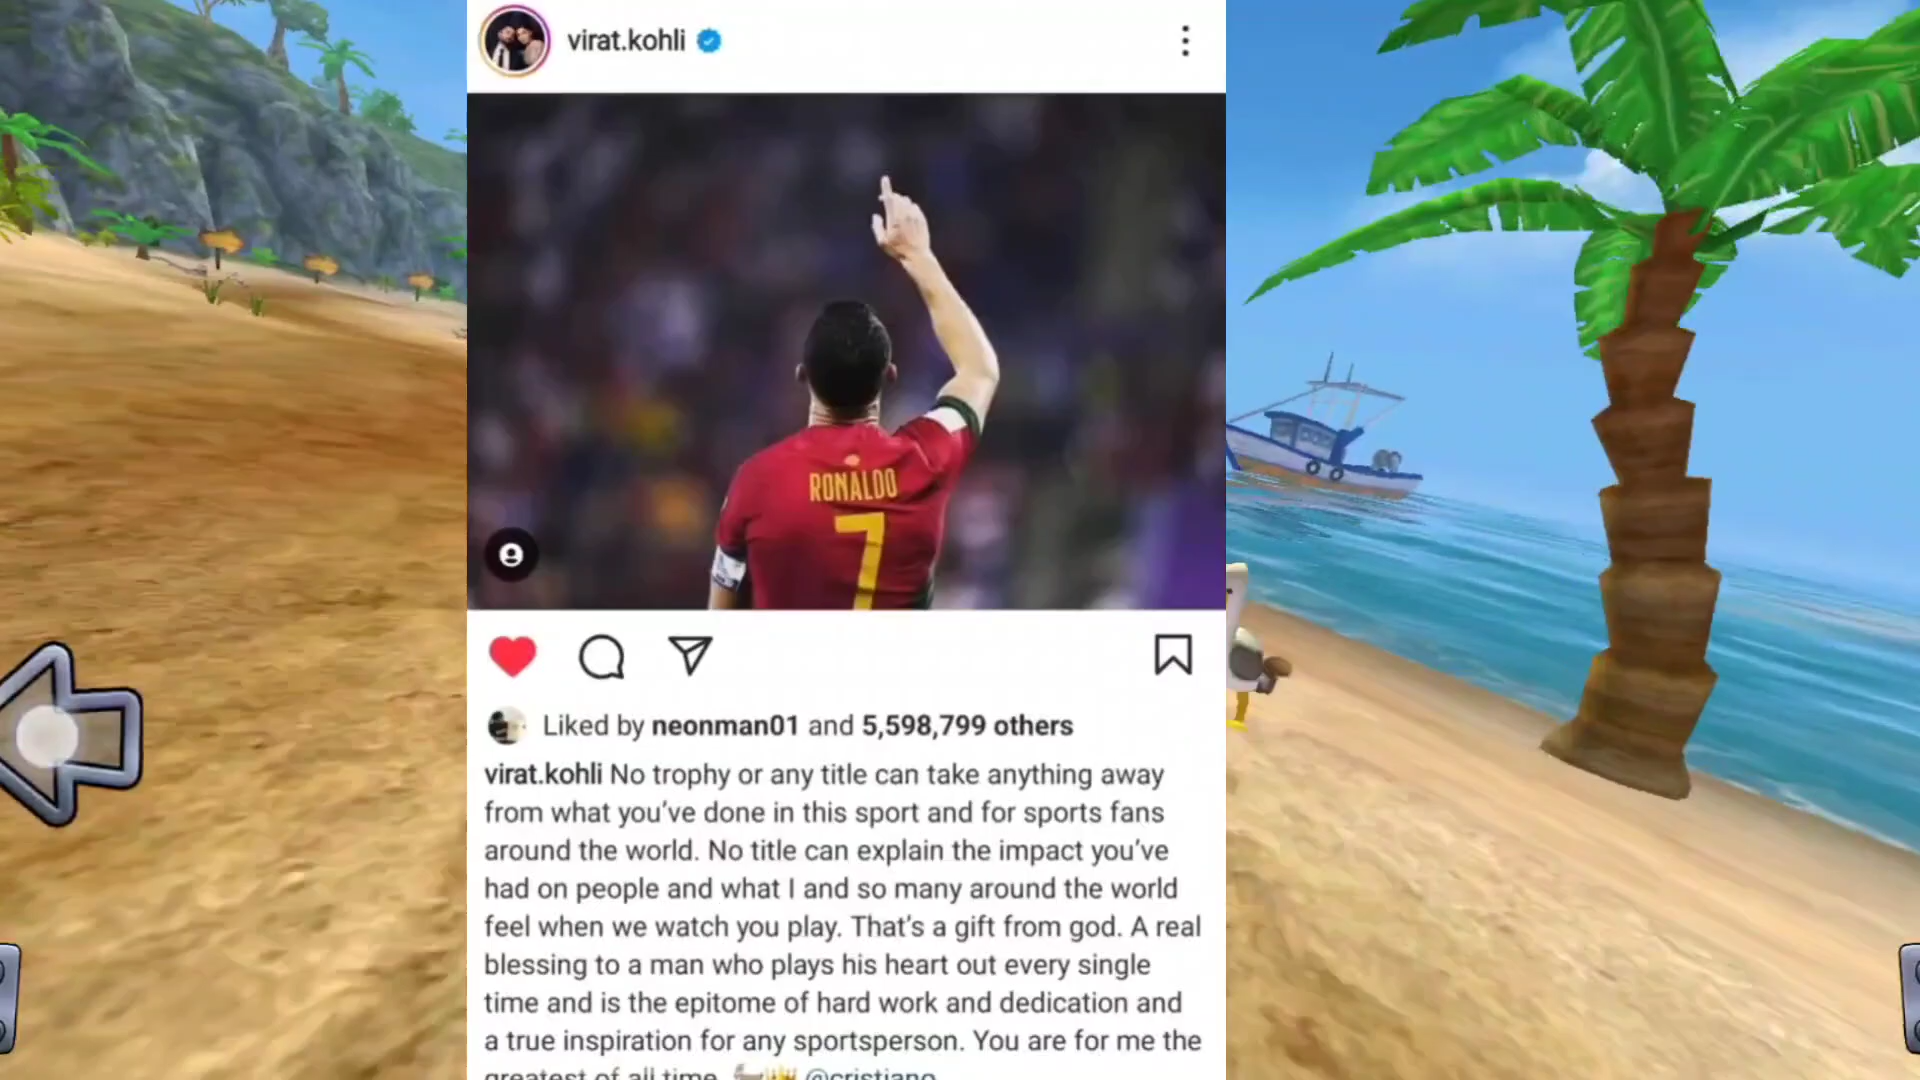 virat.kohli
RONALDO
7
Liked by neonman01 and 5,598,799 others
virat.kohli No trophy or any title can take anything away
from what you’ve done in this sport and for sports fans
around the world. No title can explain the impact you’ve
had on people and what I and so many around the world
feel when we watch you play. That’s a gift from god. A real
blessing to a man who plays his heart out every single
time and is the epitome of hard work and dedication and
a true inspiration for any sportsperson. You are for me the
greatest of all time. @cristiano